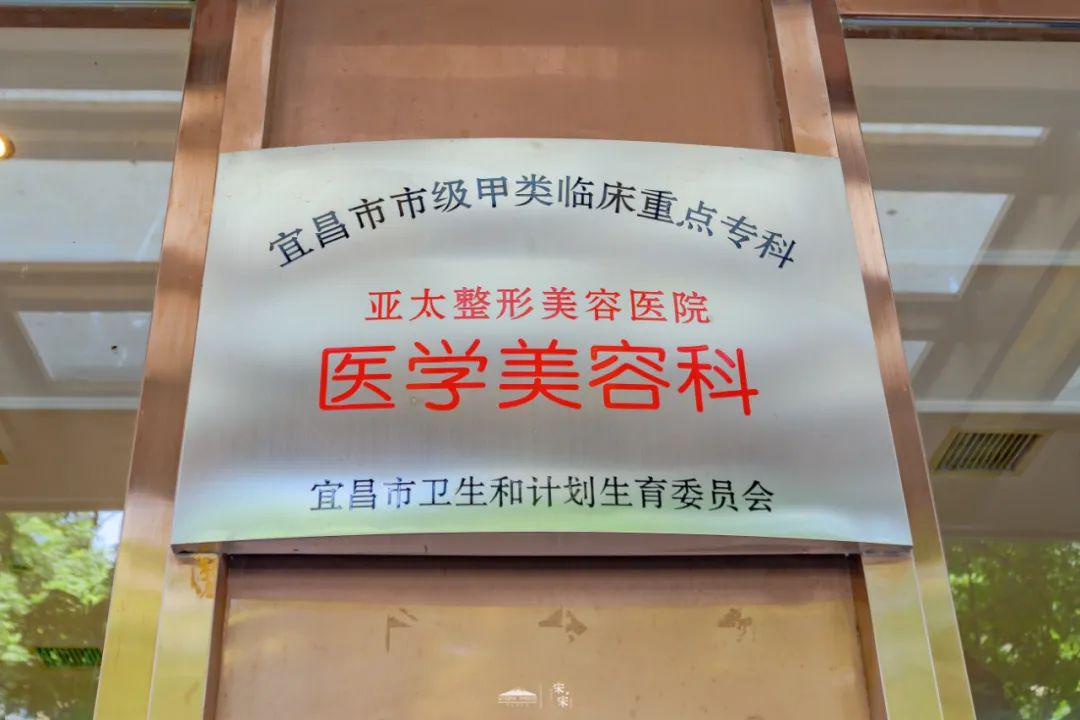 宜昌市市级甲类临床重点专科
亚太整形美容医院
医学美容科
宜昌市卫生和计划生育委员会